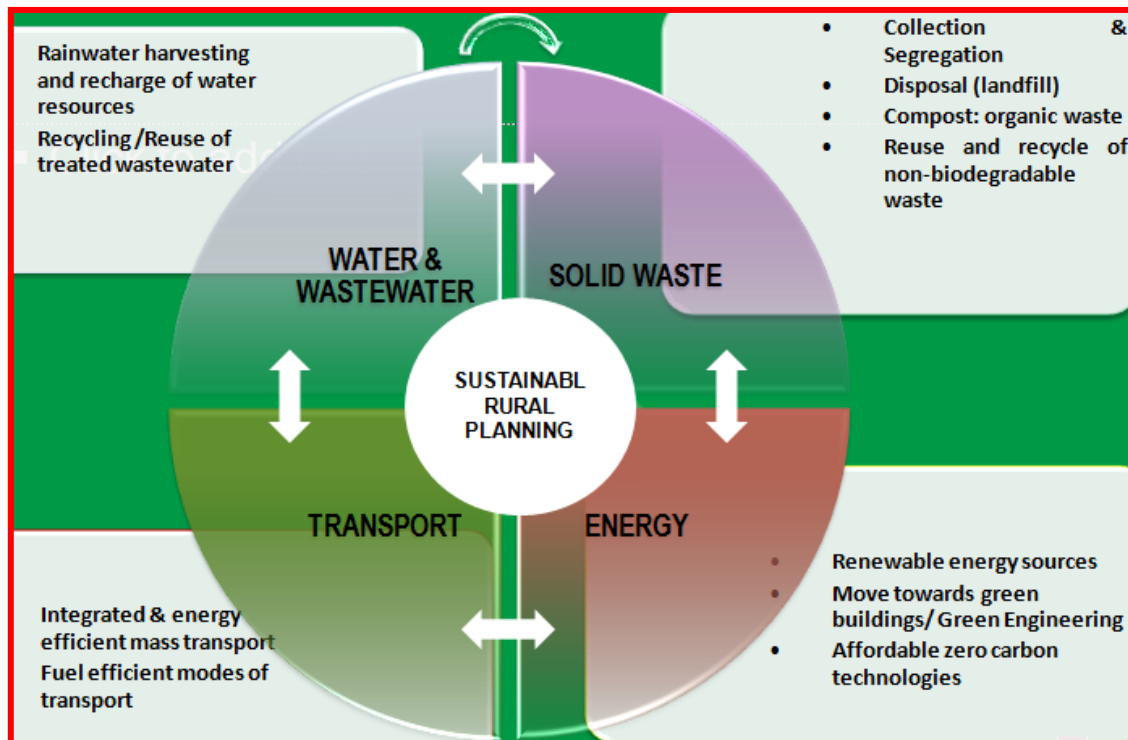 Rainwater harvesting
and recharge of water
resources
Recycling /Reuse of
treated wastewater
• Collection &
Segregation
• Disposal (landfill)
• Compost: organic waste
• Reuse and recycle of
non-biodegradable
waste
WATER &
WASTEWATER
SOLID WASTE
SUSTAINABL
RURAL
PLANNING
TRANSPORT
ENERGY
Integrated & energy
efficient mass transport
Fuel efficient modes of
transport
• Renewable energy sources
• Move towards green
buildings/ Green Engineering
• Affordable zero carbon
technologies